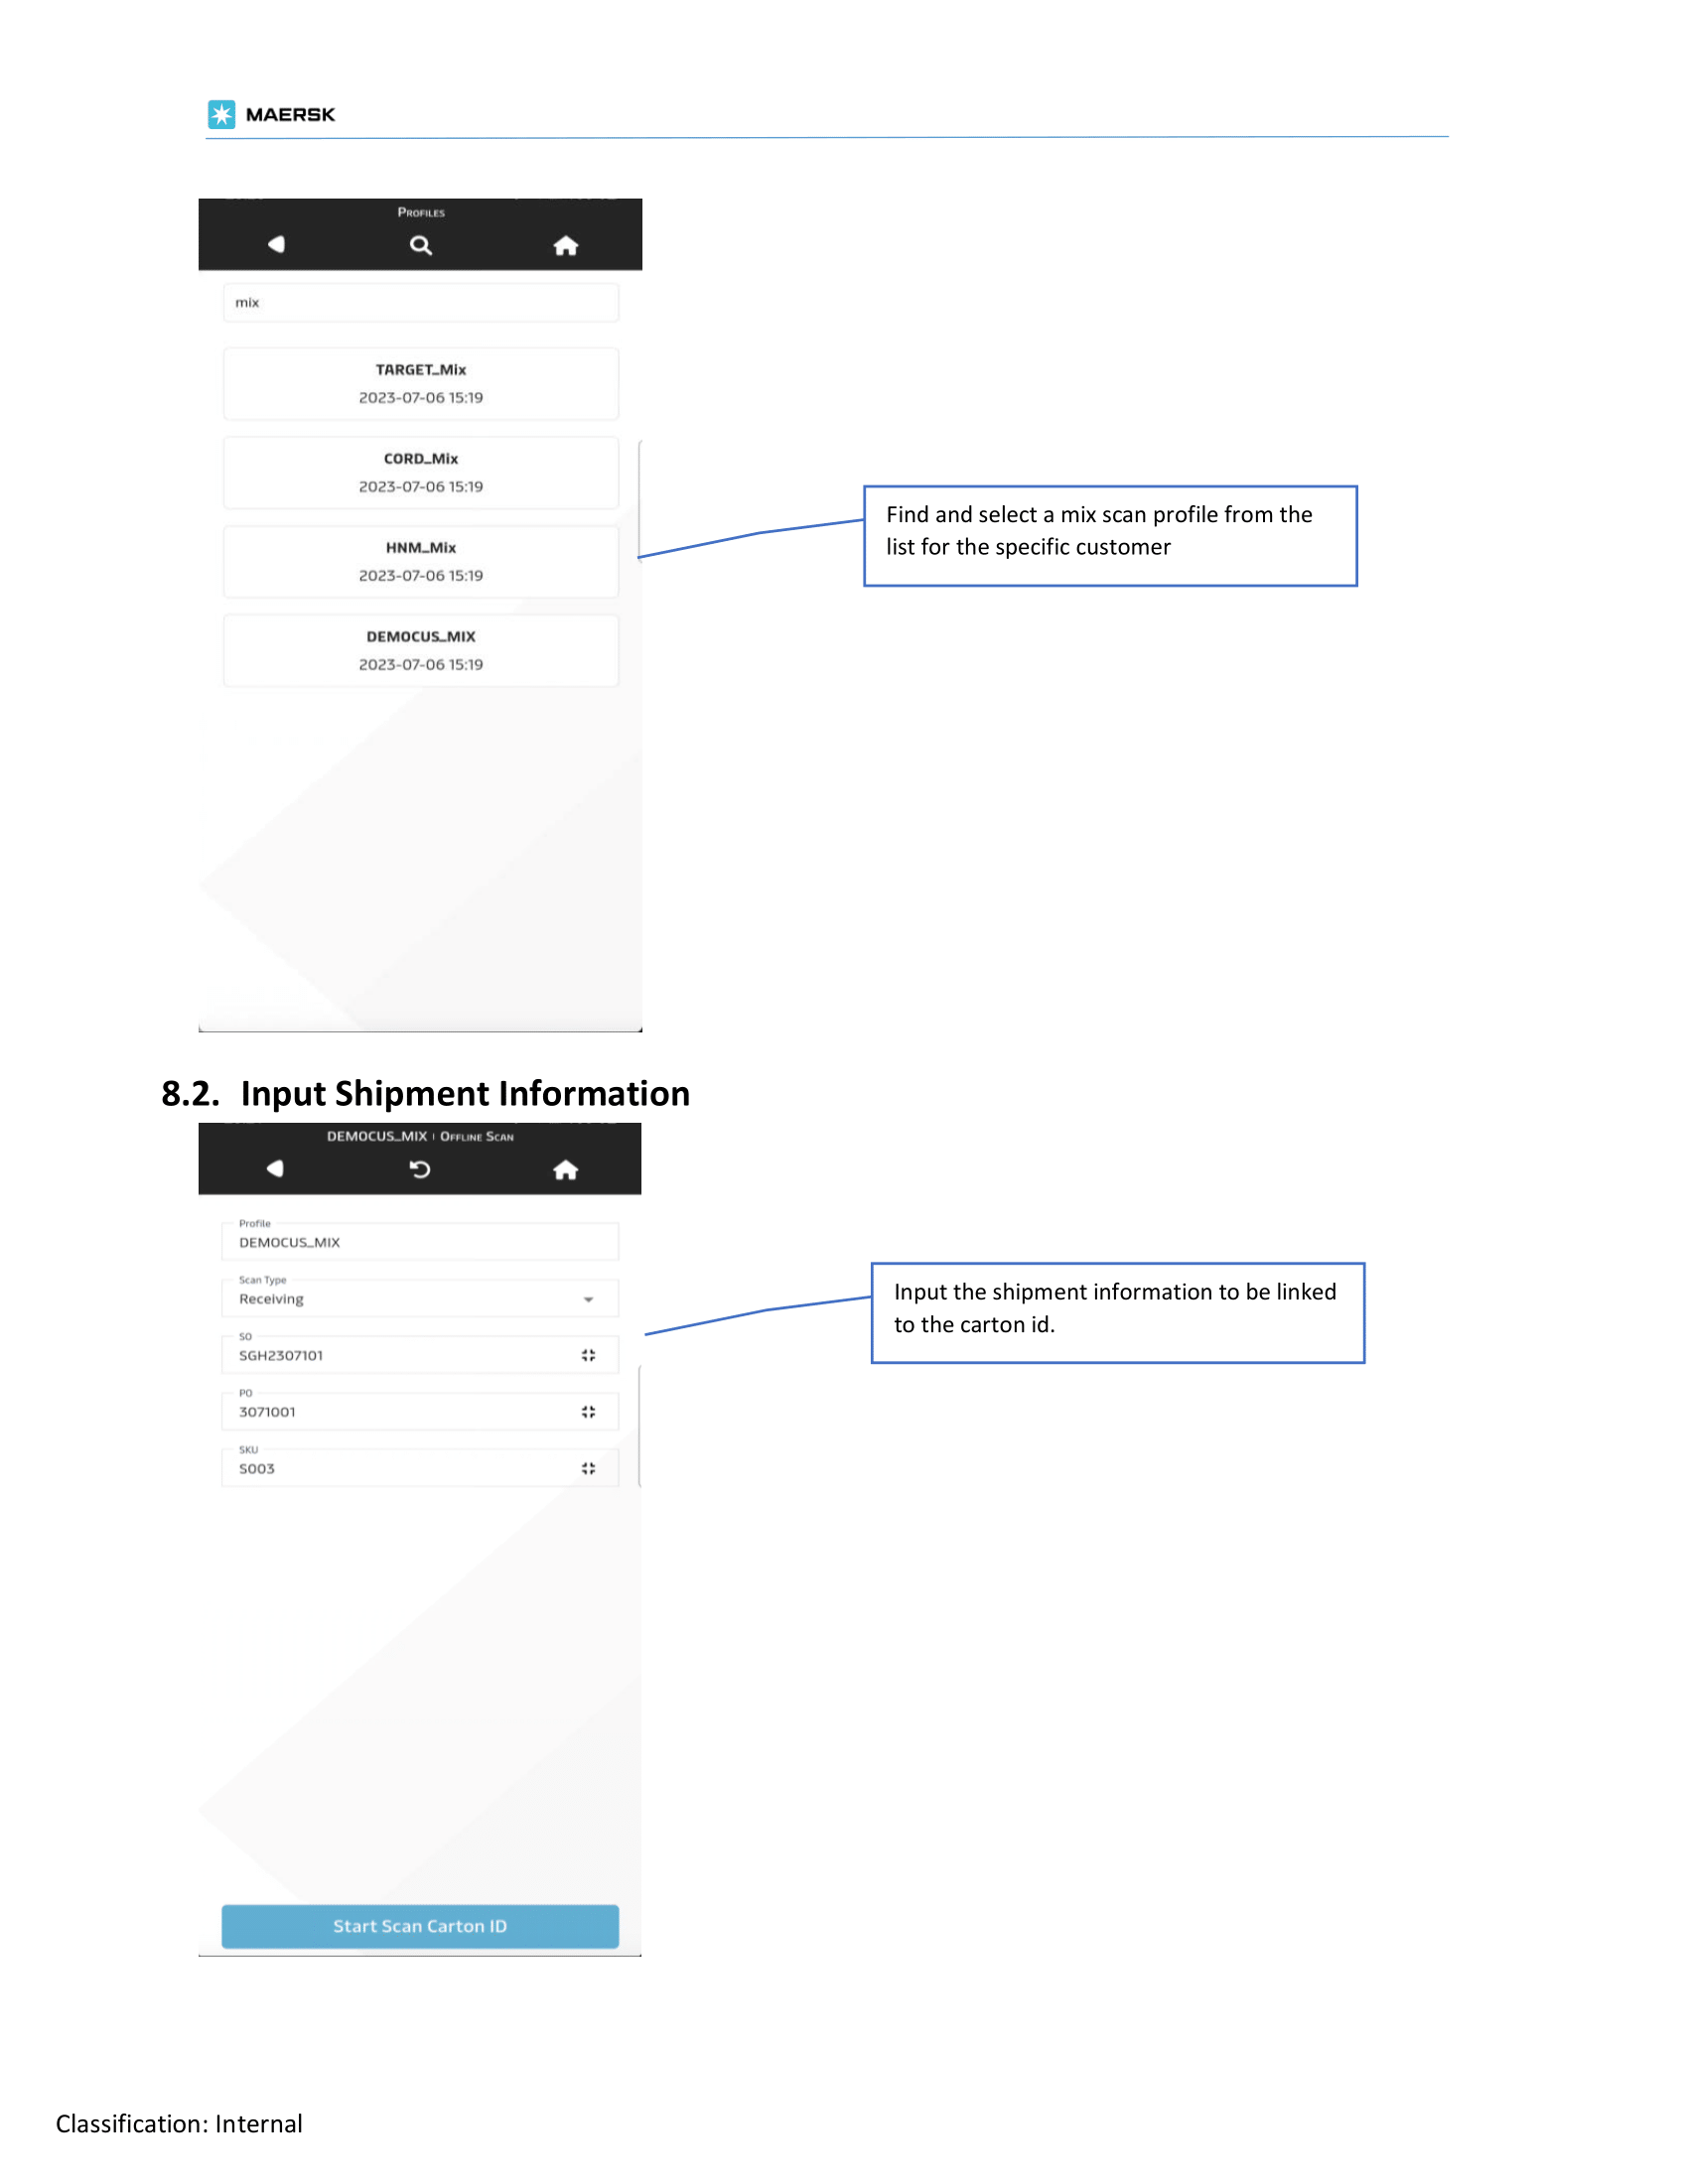 MAERSK
PROFILES
mix
TARGET_Mix
2023-07-06 15:19
CORD_Mix
2023-07-06 15:19
HNM_Mix
2023-07-06 15:19
DEMOCUS_MIX
2023-07-06 15:19
Find and select a mix scan profile from the
list for the specific customer
8.2. Input Shipment Information
DEMOCUS_MIX | OFFLINE SCAN
Profile
DEMOCUS_MIX
Scan Type
Receiving
SO
SGH2307101
PO
3071001
SKU
S003
Input the shipment information to be linked
to the carton id.
Start Scan Carton ID
Classification: Internal